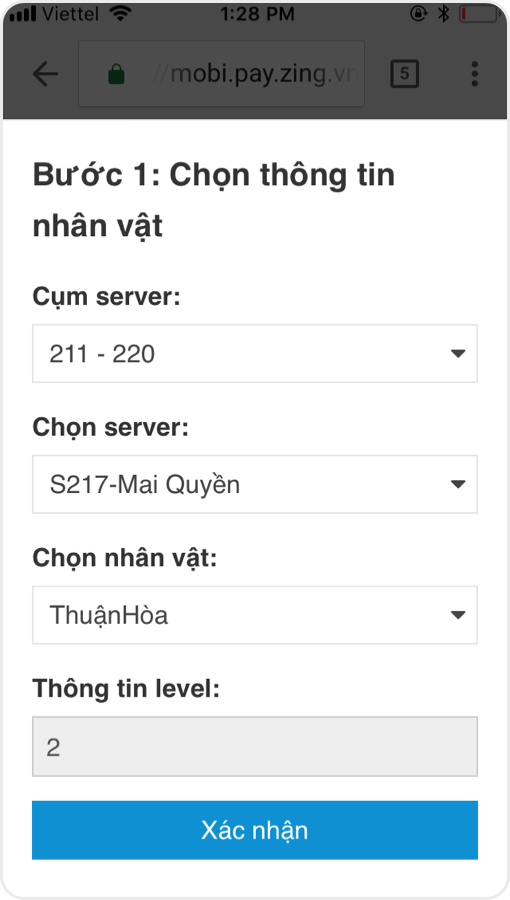 Viettel 1:28 PM
//mobi.pay.zing.vn 5
Bước 1: Chọn thông tin
nhân vật
Cụm server:
211 - 220
Chọn server:
S217-Mai Quyền
Chọn nhân vật:
ThuậnHòa
Thông tin level:
2
Xác nhận